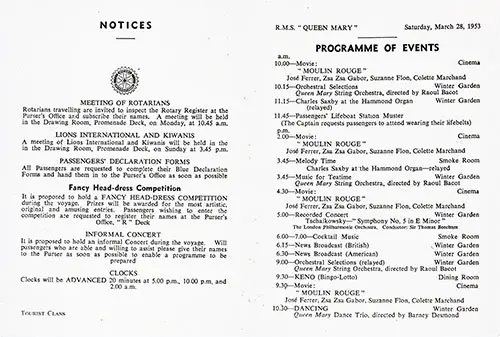 NOTICES
MEETING OF ROTARIANS
Rotarians travelling are invited to inspect the Rotary Register at the
Purser's Office and subscribe their names. A meeting will be held
in the Drawing Room, Promenade Deck, on Sunday, at 10.45 a.m.
LIONS INTERNATIONAL AND KIWANIS
A meeting of Lions International and Kiwanis will be held in the
in the Drawing Room, Promenade Deck, on Sunday at 3.45 p.m.
PASSENGERS' DECLARATION FORMS
All Passengers are requested to complete their Blue Declaration
Forms and hand them in to the Purser's Office as soon as possible
Fancy Head-dress Competition
It is proposed to hold a FANCY HEAD-DRESS COMPETITION
during the voyage. Prizes will be awarded for the most artistic,
original and amusing entries. Passengers wishing to enter the
competition are requested to register their names at the Purser's
Office, "R" Deck
INFORMAL CONCERT
It is proposed to hold an informal Concert during the voyage. Will
passengers who are able and willing to assist please give their names
to the Purser as soon as possible to enable a programme to be
prepared
CLOCKS
Clocks will be ADVANCED 20 minutes at 5.00 p.m., 10.00 p.m., and
2.00 a.m.
TOURIST CLASS
R.M.S. "QUEEN MARY" Saturday, March 28, 1953
PROGRAMME OF EVENTS
a.m.
10.00—Movie: Cinema
"MOULIN ROUGE"
José Ferrer, Zsa Zsa Gabor, Suzanne Flon, Colette Marchand
10.15—Orchestral Selections Winter Garden
Queen Mary String Orchestra, directed by Raoul Bacot
11.15—Charles Saxby at the Hammond Organ Winter Garden
(relayed)
11.45—Passenger's Lifeboat Station Muster
(The Captain requests passengers to attend wearing their lifebelts)
p.m.
2.00—Movie: Cinema
"MOULIN ROUGE"
José Ferrer, Zsa Zsa Gabor, Suzanne Flon, Colette Marchand
3.45—Melody Time Smoke Room
Charles Saxby at the Hammond Organ—relayed
3.45—Music for Teatime Winter Garden
Queen Mary String Orchestra, directed by Raoul Bacot
4.30—Movie: Cinema
"MOULIN ROUGE"
José Ferrer, Zsa Zsa Gabor, Suzanne Flon, Colette Marchand
5.00—Recorded Concert Winter Garden
Tschaikowsky—"Symphony No. 5 in E Minor"
The London Philharmonic Orchestra, Conductor: Sir Thomas Beecham
6.00—7.00—Cocktail Music Smoke Room
6.15—News Broadcast (British) Winter Garden
6.30—News Broadcast (American) Winter Garden
9.00—Orchestral Selections (relayed) Winter Garden
Queen Mary String Orchestra, directed by Raoul Bacot
9.30—KENO (Bingo-Lotto) Dining Room
9.30—Movie: Cinema
"MOULIN ROUGE"
José Ferrer, Zsa Zsa Gabor, Suzanne Flon, Colette Marchand
10.30—DANCING Winter Garden
Queen Mary Dance Trio, directed by Barney Desmond